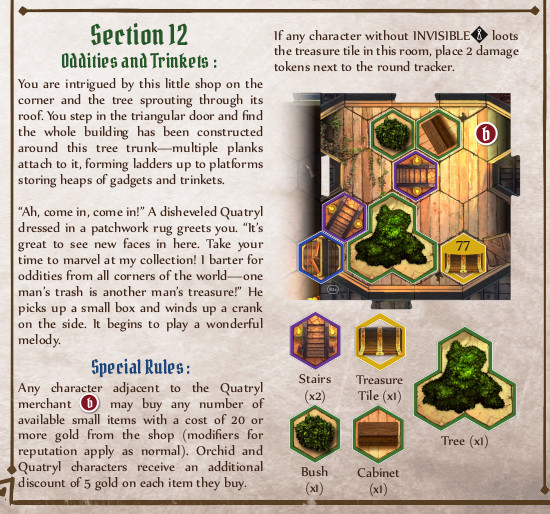 Section 12
Oddities and Trinkets:
You are intrigued by this little shop on the
corner and the tree sprouting through its
roof. You step in the triangular door and find
the whole building has been constructed
around this tree trunk—multiple planks
attach to it, forming ladders up to platforms
storing heaps of gadgets and trinkets.
“Ah, come in, come in!” A disheveled Quatryl
dressed in a patchwork rug greets you. “It’s
great to see new faces in here. Take your
time to marvel at my collection! I barter for
oddities from all corners of the world—one
man’s trash is another man’s treasure!” He
picks up a small box and winds up a crank
on the side. It begins to play a wonderful
melody.
Special Rules:
Any character adjacent to the Quatryl
merchant b may buy any number of
available small items with a cost of 20 or
more gold from the shop (modifiers for
reputation apply as normal). Orchid and
Quatryl characters receive an additional
discount of 5 gold on each item they buy.
If any character without INVISIBLE loots
the treasure tile in this room, place 2 damage
tokens next to the round tracker.
b
77
Stairs
(x2)
Treasure
Tile (x1)
Tree (x1)
Bush
(x1)
Cabinet
(x1)